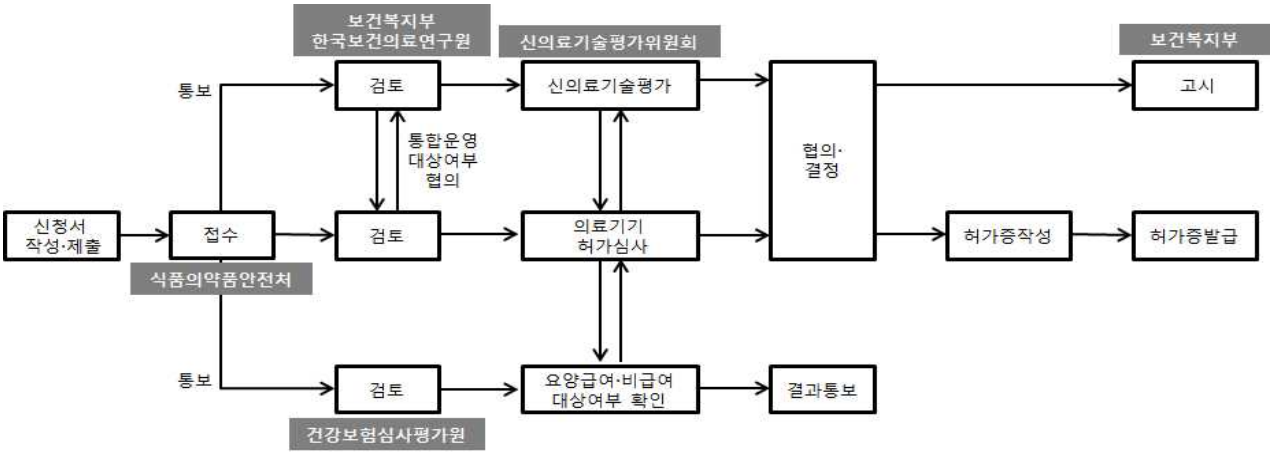 보건복지부
한국보건의료연구원
신의료기술평가위원회
보건복지부
통보
검토
신의료기술평가
고시
통합운영
대상여부
협의
협의·
결정
신청서
작성·제출
접수
검토
의료기기
허가심사
허가증작성
허가증발급
식품의약품안전처
통보
검토
요양급여·비급여
대상여부 확인
결과통보
건강보험심사평가원